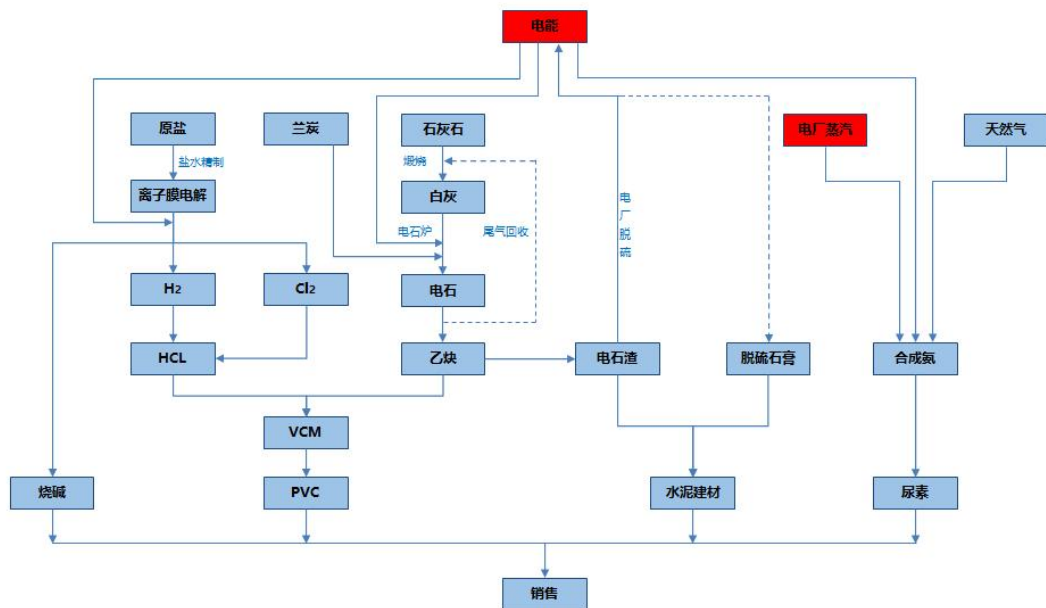 电能
原盐
兰炭
石灰石
电厂蒸汽
天然气
盐水精制
煅烧
离子膜电解
白灰
电石炉
尾气回收
电厂脱硫
H2
Cl2
电石
HCL
乙炔
电石渣
脱硫石膏
合成氨
VCM
烧碱
PVC
水泥建材
尿素
销售